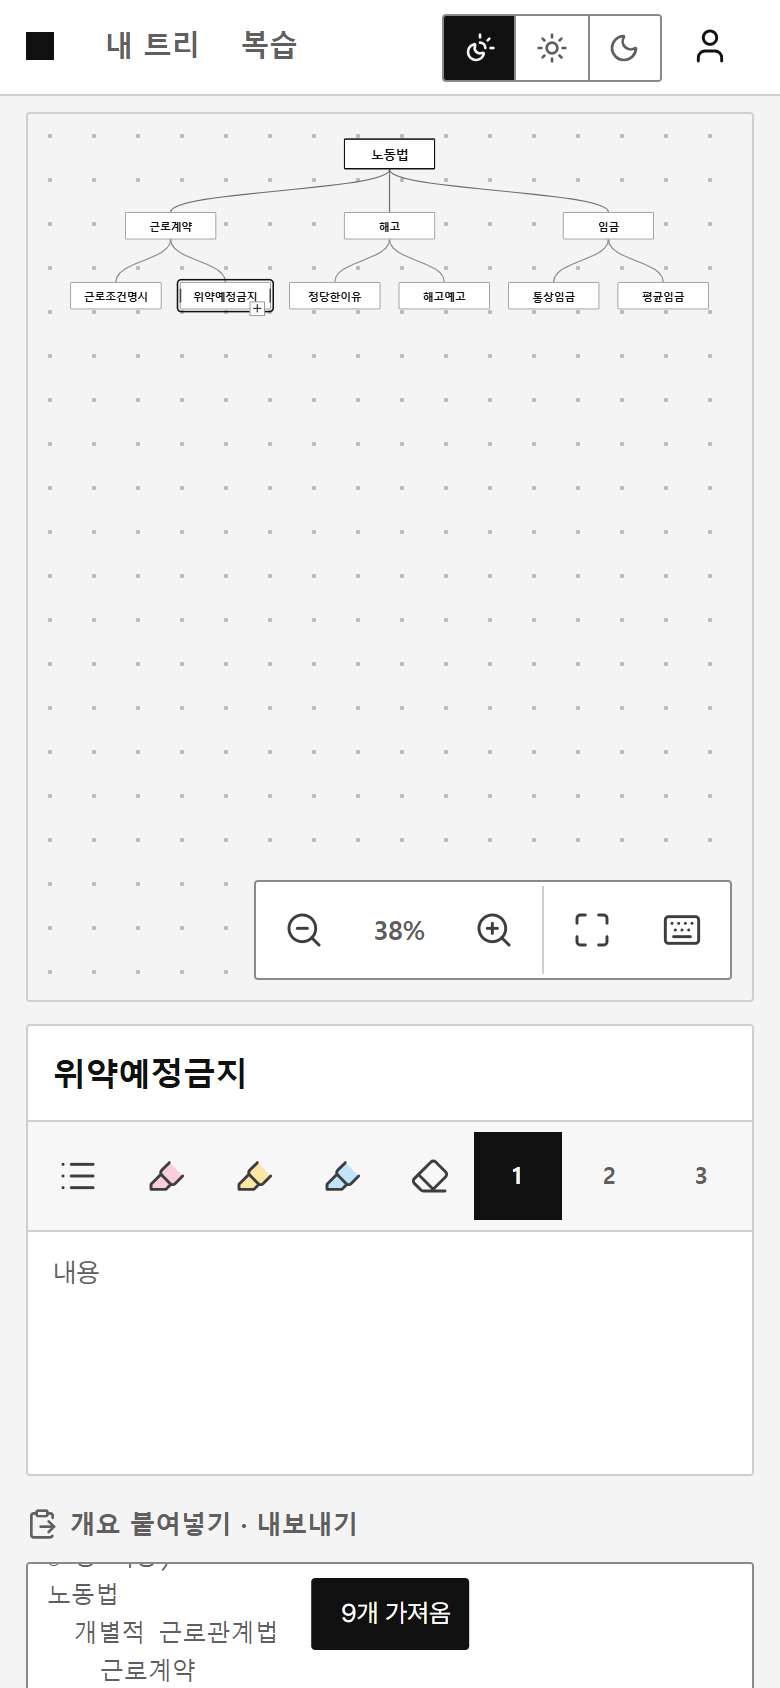 내 트리 복습
노동법
근로계약 해고 임금
근로조건명시 위약예정금지 정당한이유 해고예고 통상임금 평균임금
38%
위약예정금지
1 2 3
내용
개요 붙여넣기 · 내보내기
노동법
9개 가져옴
개별적 근로관계법
근로계약